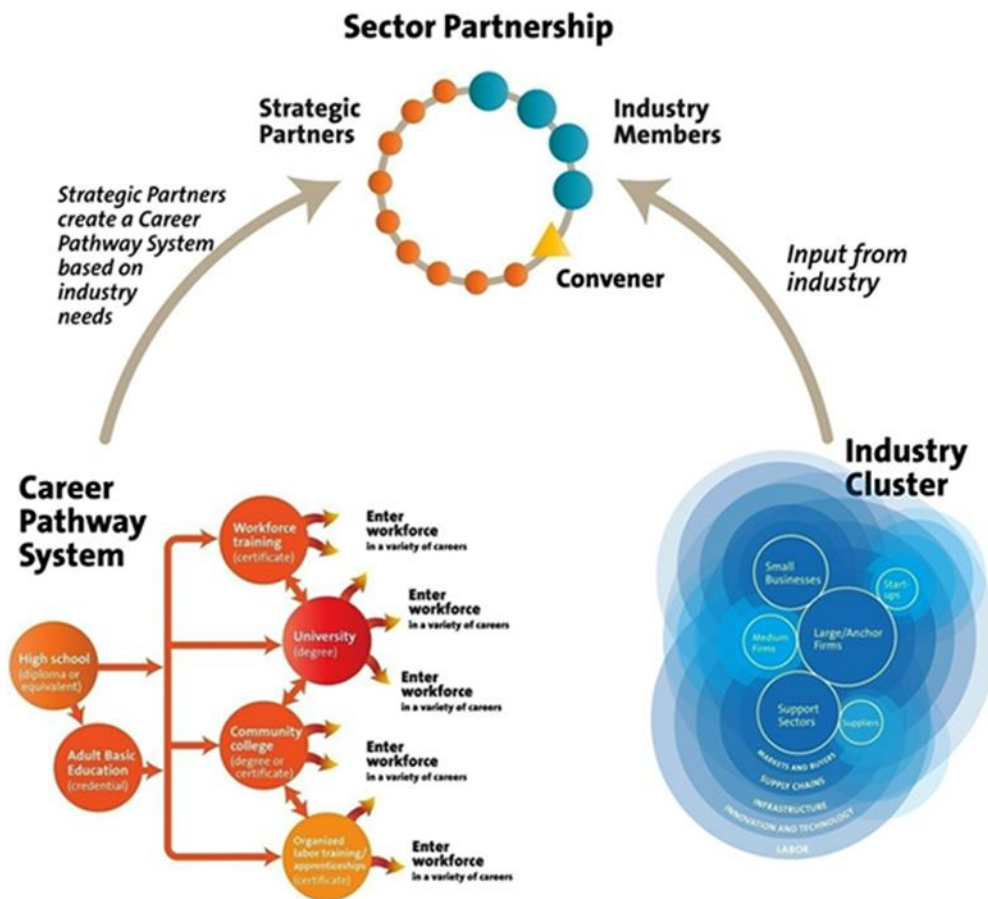 Sector Partnership
Strategic
Partners
Industry
Members
Convener
Strategic Partners
create a Career
Pathway System
based on
industry
needs
Input from
industry
Career
Pathway
System
High school
(diploma or
equivalent)
Adult Basic
Education
(credential)
Workforce
training
(certificate)
University
(degree)
Community
college
(degree or
certificate)
Organized
labor training/
apprenticeships
(certificate)
Enter
workforce
in a variety of careers
Enter
workforce
in a variety of careers
Enter
workforce
in a variety of careers
Enter
workforce
in a variety of careers
Enter
workforce
in a variety of careers
Industry
Cluster
Small
Businesses
Start-
ups
Medium
Firms
Large/Anchor
Firms
Support
Sectors
Suppliers
MARKETS AND BUYERS
SUPPLY CHAINS
INFRASTRUCTURE
INNOVATION AND TECHNOLOGY
LABOR